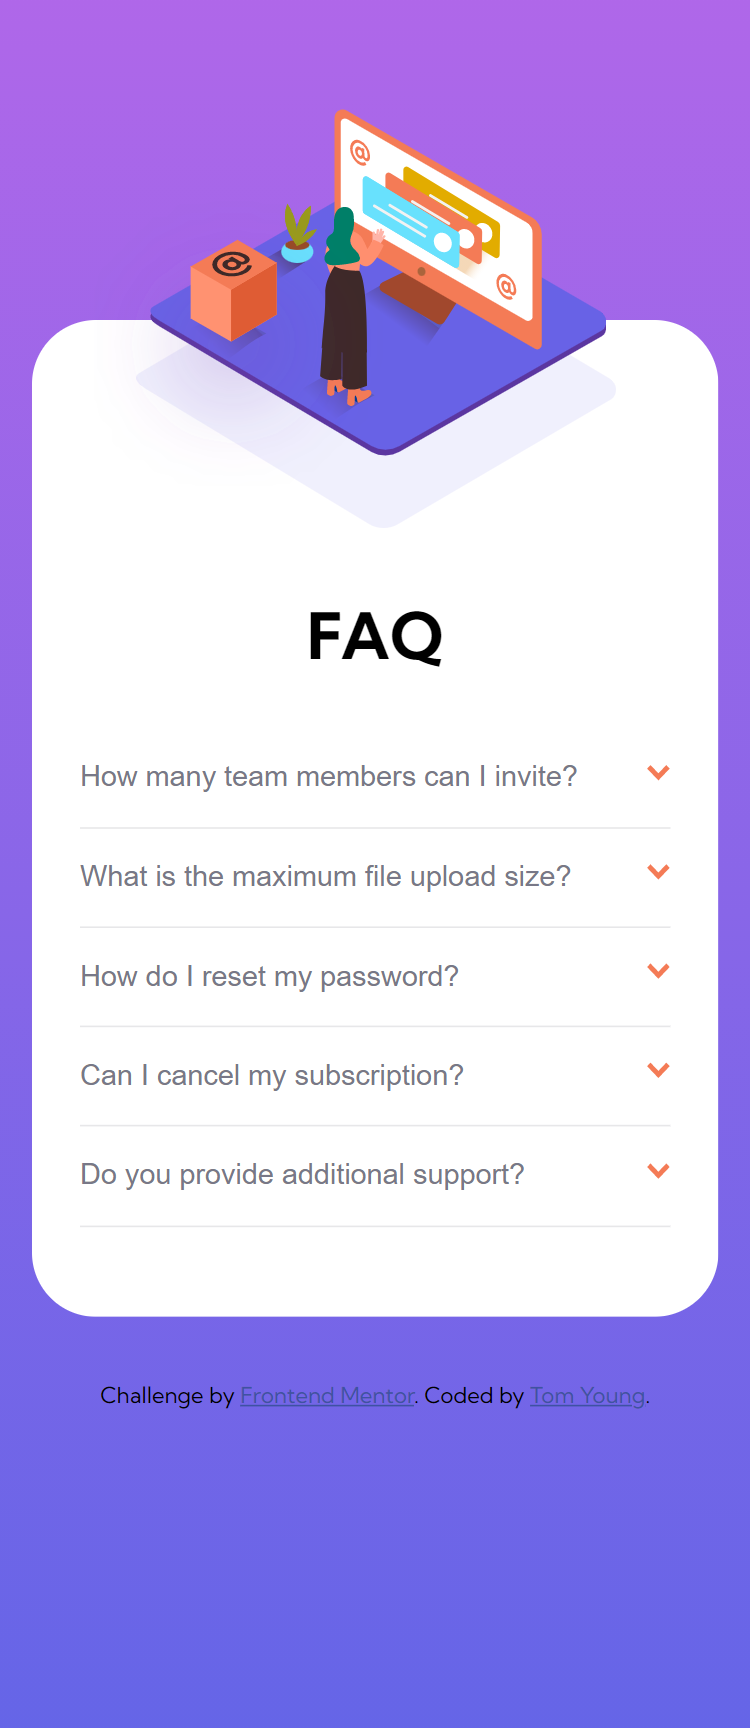 @
@
@
FAQ
How many team members can I invite?
What is the maximum file upload size?
How do I reset my password?
Can I cancel my subscription?
Do you provide additional support?
Challenge by Frontend Mentor. Coded by Tom Young.